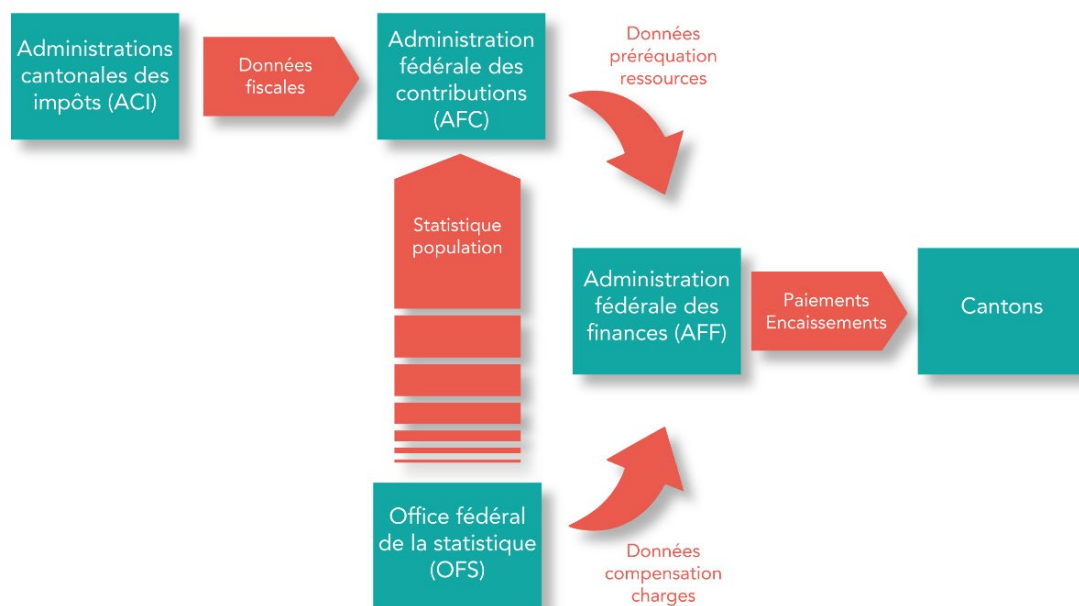 Administrations
cantonales des
impôts (ACI)
Données
fiscales
Administration
fédérale des
contributions
(AFC)
Données
préréquation
ressources
Statistique
population
Administration
fédérale des
finances (AFF)
Paiements
Encaissements
Cantons
Office fédéral
de la statistique
(OFS)
Données
compensation
charges